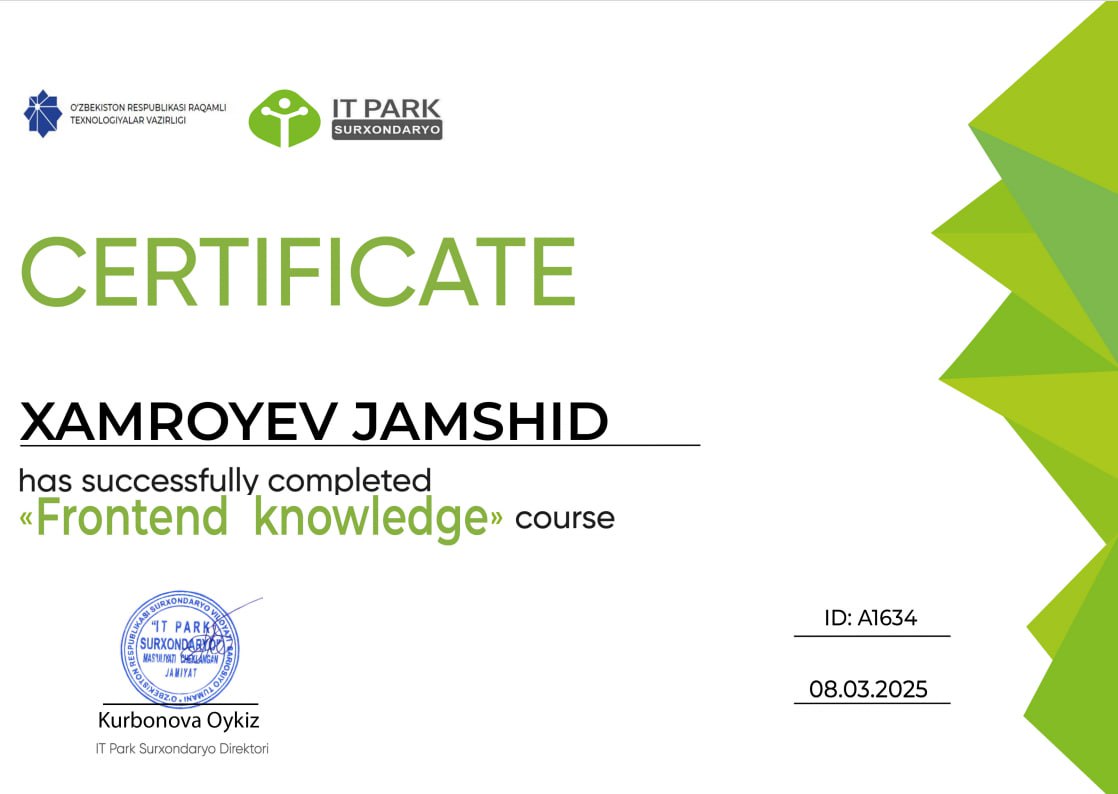 O'ZBEKISTON RESPUBLIKASI RAQAMLI
TEXNOLOGIYALAR VAZIRLIGI
IT PARK
SURXONDARYO
CERTIFICATE
XAMROYEV JAMSHID
has successfully completed
«Frontend knowledge» course
"IT PARK
SURXONDARYO"
MAS'ULIYATI CHEKLANGAN
JAMIYAT
O'ZBEKISTON RESPUBLIKASI SURXONDARYO VILOYATI SARIOSIYO TUMANI
Kurbonova Oykiz
IT Park Surxondaryo Direktori
ID: A1634
08.03.2025